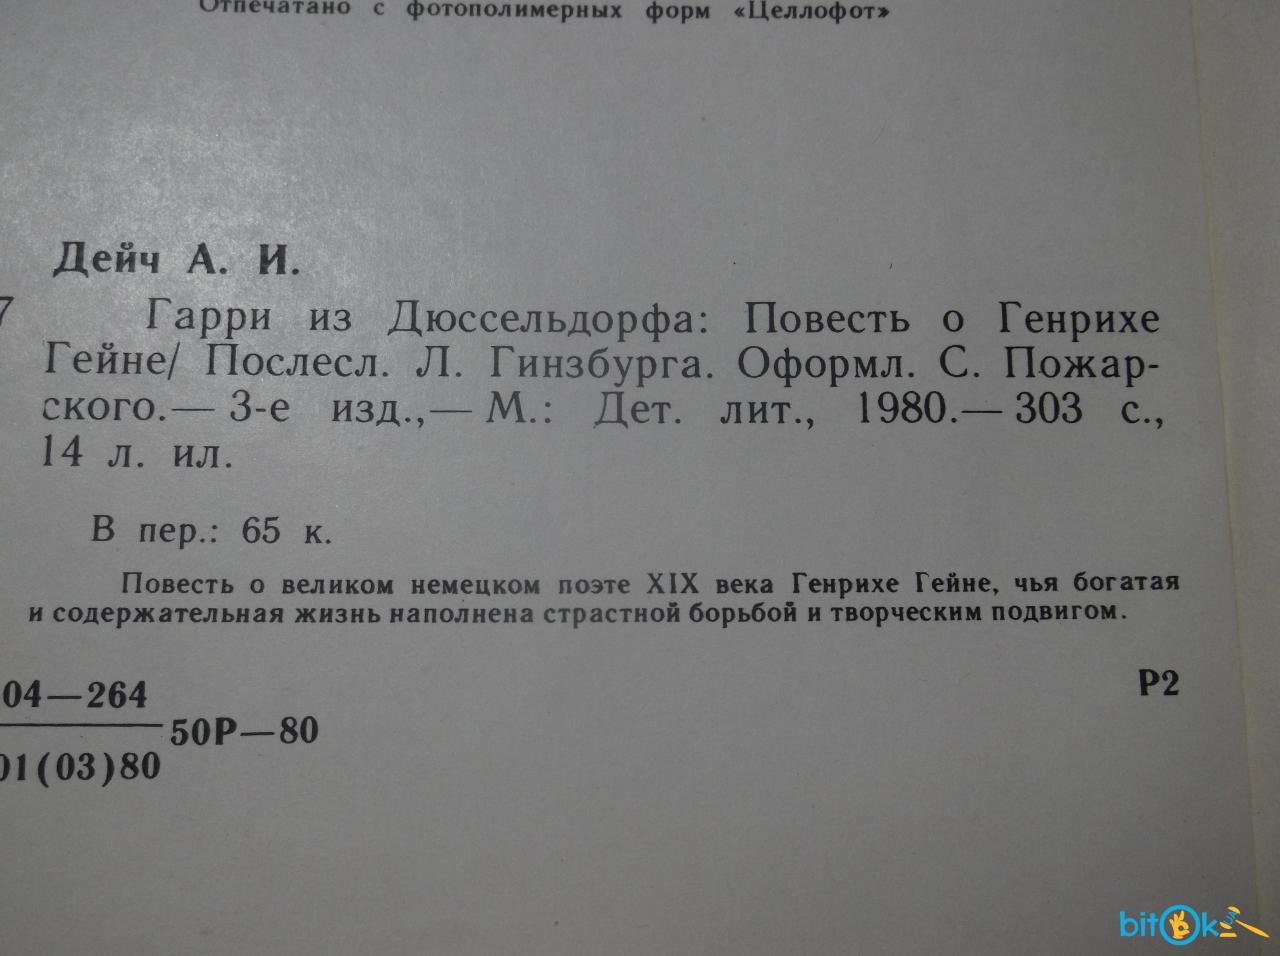 Отпечатано с фотополимерных форм «Целлофот»
Дейч А. И.
7 Гарри из Дюссельдорфа: Повесть о Генрихе
Гейне/ Послесл. Л. Гинзбурга. Оформл. С. Пожар-
ского.— 3-е изд.,— М.: Дет. лит., 1980.— 303 с.,
14 л. ил.
В пер.: 65 к.
Повесть о великом немецком поэте XIX века Генрихе Гейне, чья богатая
и содержательная жизнь наполнена страстной борьбой и творческим подвигом.
04—264
50Р—80
01(03)80
Р2
bitOk